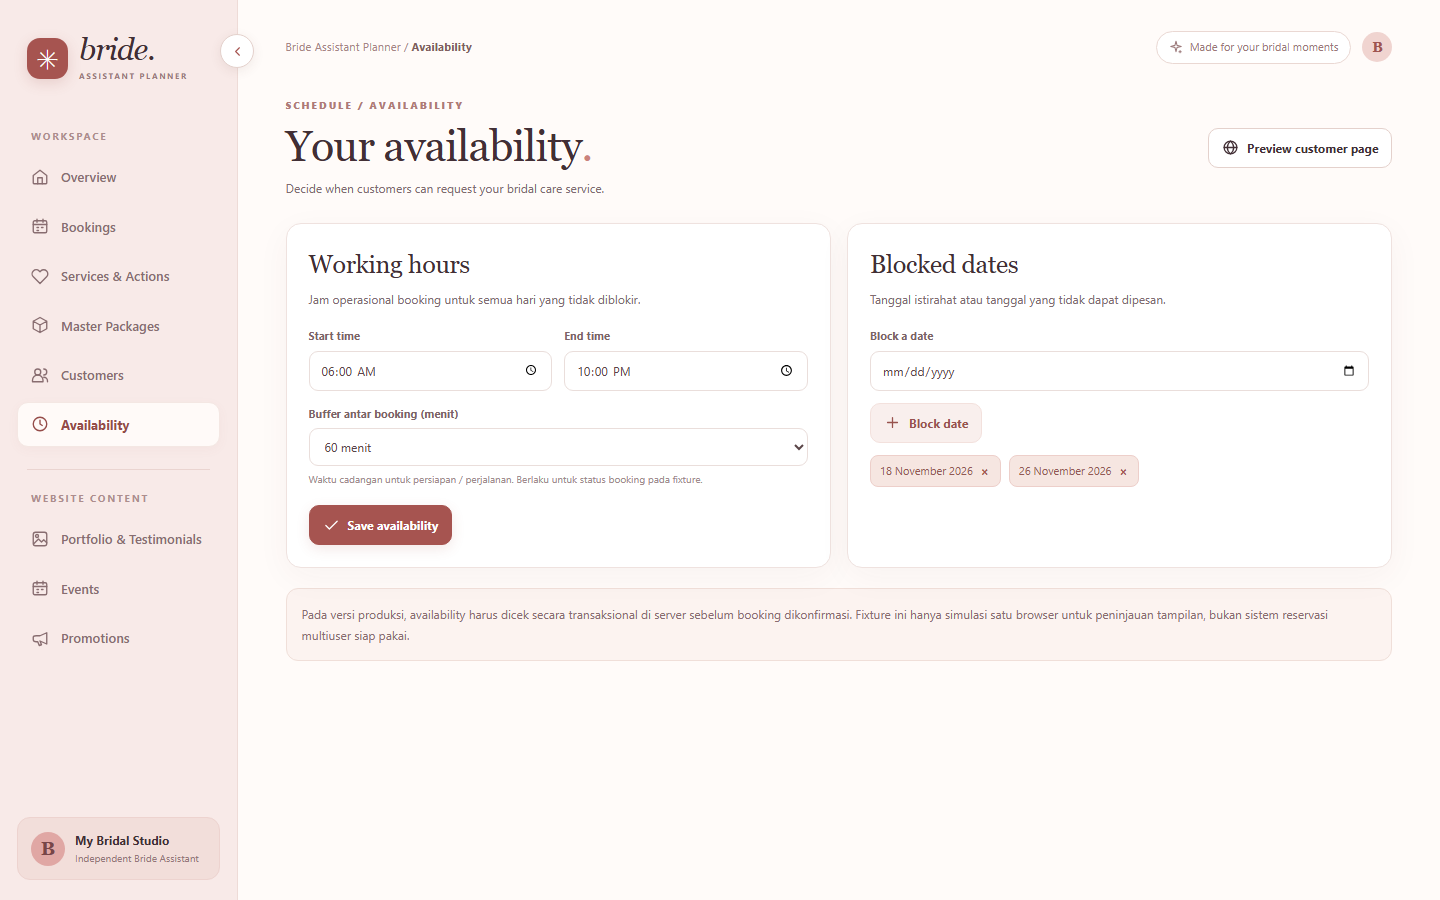 bride.
ASSISTANT PLANNER
WORKSPACE
Overview
Bookings
Services & Actions
Master Packages
Customers
Availability
WEBSITE CONTENT
Portfolio & Testimonials
Events
Promotions
B
My Bridal Studio
Independent Bride Assistant
Bride Assistant Planner / Availability
Made for your bridal moments
B
SCHEDULE / AVAILABILITY
Your availability.
Decide when customers can request your bridal care service.
Preview customer page
Working hours
Jam operasional booking untuk semua hari yang tidak diblokir.
Start time
End time
06:00 AM
10:00 PM
Buffer antar booking (menit)
60 menit
Waktu cadangan untuk persiapan / perjalanan. Berlaku untuk status booking pada fixture.
Save availability
Blocked dates
Tanggal istirahat atau tanggal yang tidak dapat dipesan.
Block a date
mm/dd/yyyy
Block date
18 November 2026 ×
26 November 2026 ×
Pada versi produksi, availability harus dicek secara transaksional di server sebelum booking dikonfirmasi. Fixture ini hanya simulasi satu browser untuk peninjauan tampilan, bukan sistem reservasi
multiuser siap pakai.